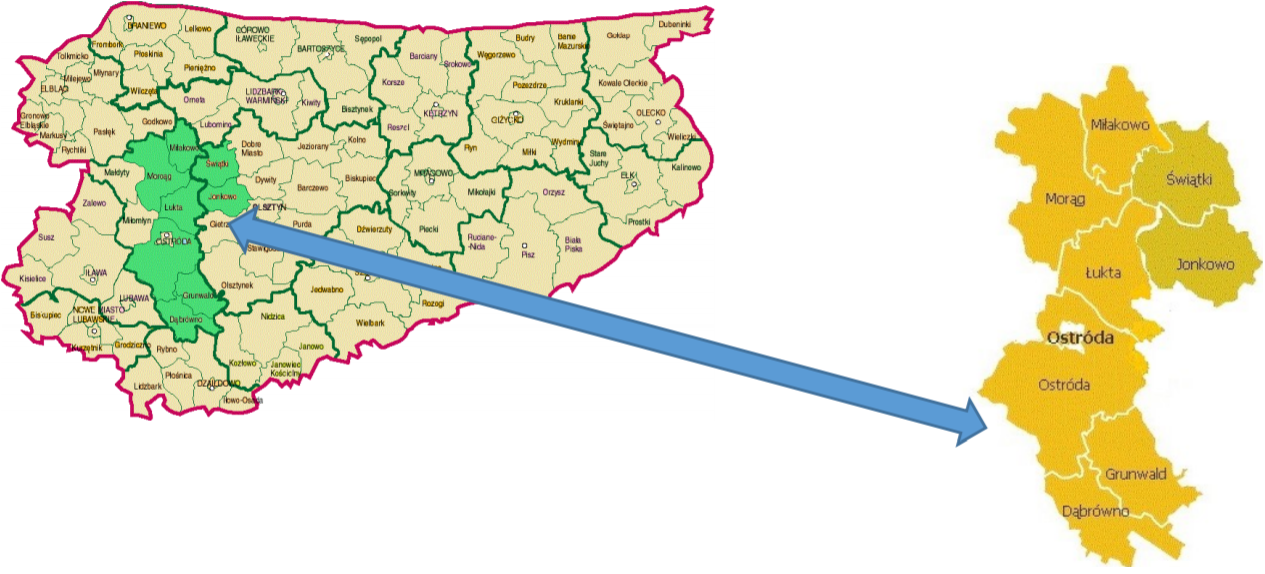 BRANIEWO
Lelkowo
GÓROWO
IŁAWECKIE
BARTOSZYCE
Sępopol
Frombork
Płoskinia
Pieniężno
Tolkmicko
Milejewo
Młynary
ELBLĄG
Wilczęta
Gronowo
Elbląskie
Markusy
Rychliki
Pasłęk
Godkowo
Orneta
LIDZBARK
WARMIŃSKI
Kiwity
Lubomino
Bisztynek
Barciany
Srokowo
Korsze
KĘTRZYN
Reszel
Węgorzewo
Budry
Banie
Mazurski
Gołdap
Dubeninki
Pozezdrze
Kruklanki
GIŻYCKO
Kowale Oleckie
OLECKO
Świętajno
Wieliczki
Wydminy
Ryn
Miłki
Stare
Juchy
EŁK
Kalinowo
Prostki
Miłakowo
Morąg
Małdyty
Zalewo
Łukta
Miłomłyn
OSTRÓDA
Świątki
Jonkowo
Dobre
Miasto
Jeziorany
Kolno
Dywity
Barczewo
Biskupiec
OLSZTYN
Gietrz
Purda
Stawigud
Olsztynek
MRĄGOWO
Sorkwity
Mikołajki
Piecki
Orzysz
Ruciane-
Nida
Pisz
Biała
Piska
Dźwierzuty
Jedwabno
Rozogi
Wielbark
Susz
Kisielice
IŁAWA
LUBAWA
Biskupiec
NOWE MIASTO
LUBAWSKIE
Kurzętnik
Grodziczno
Grunwald
Dąbrówno
Rybno
Płośnica
Lidzbark
DZIAŁDOWO
Iłowo-Osada
Nidzica
Kozłowo
Janowo
Janowiec
Kościelny
Miłakowo
Świątki
Morąg
Łukta
Jonkowo
Ostróda
Ostróda
Grunwald
Dąbrówno